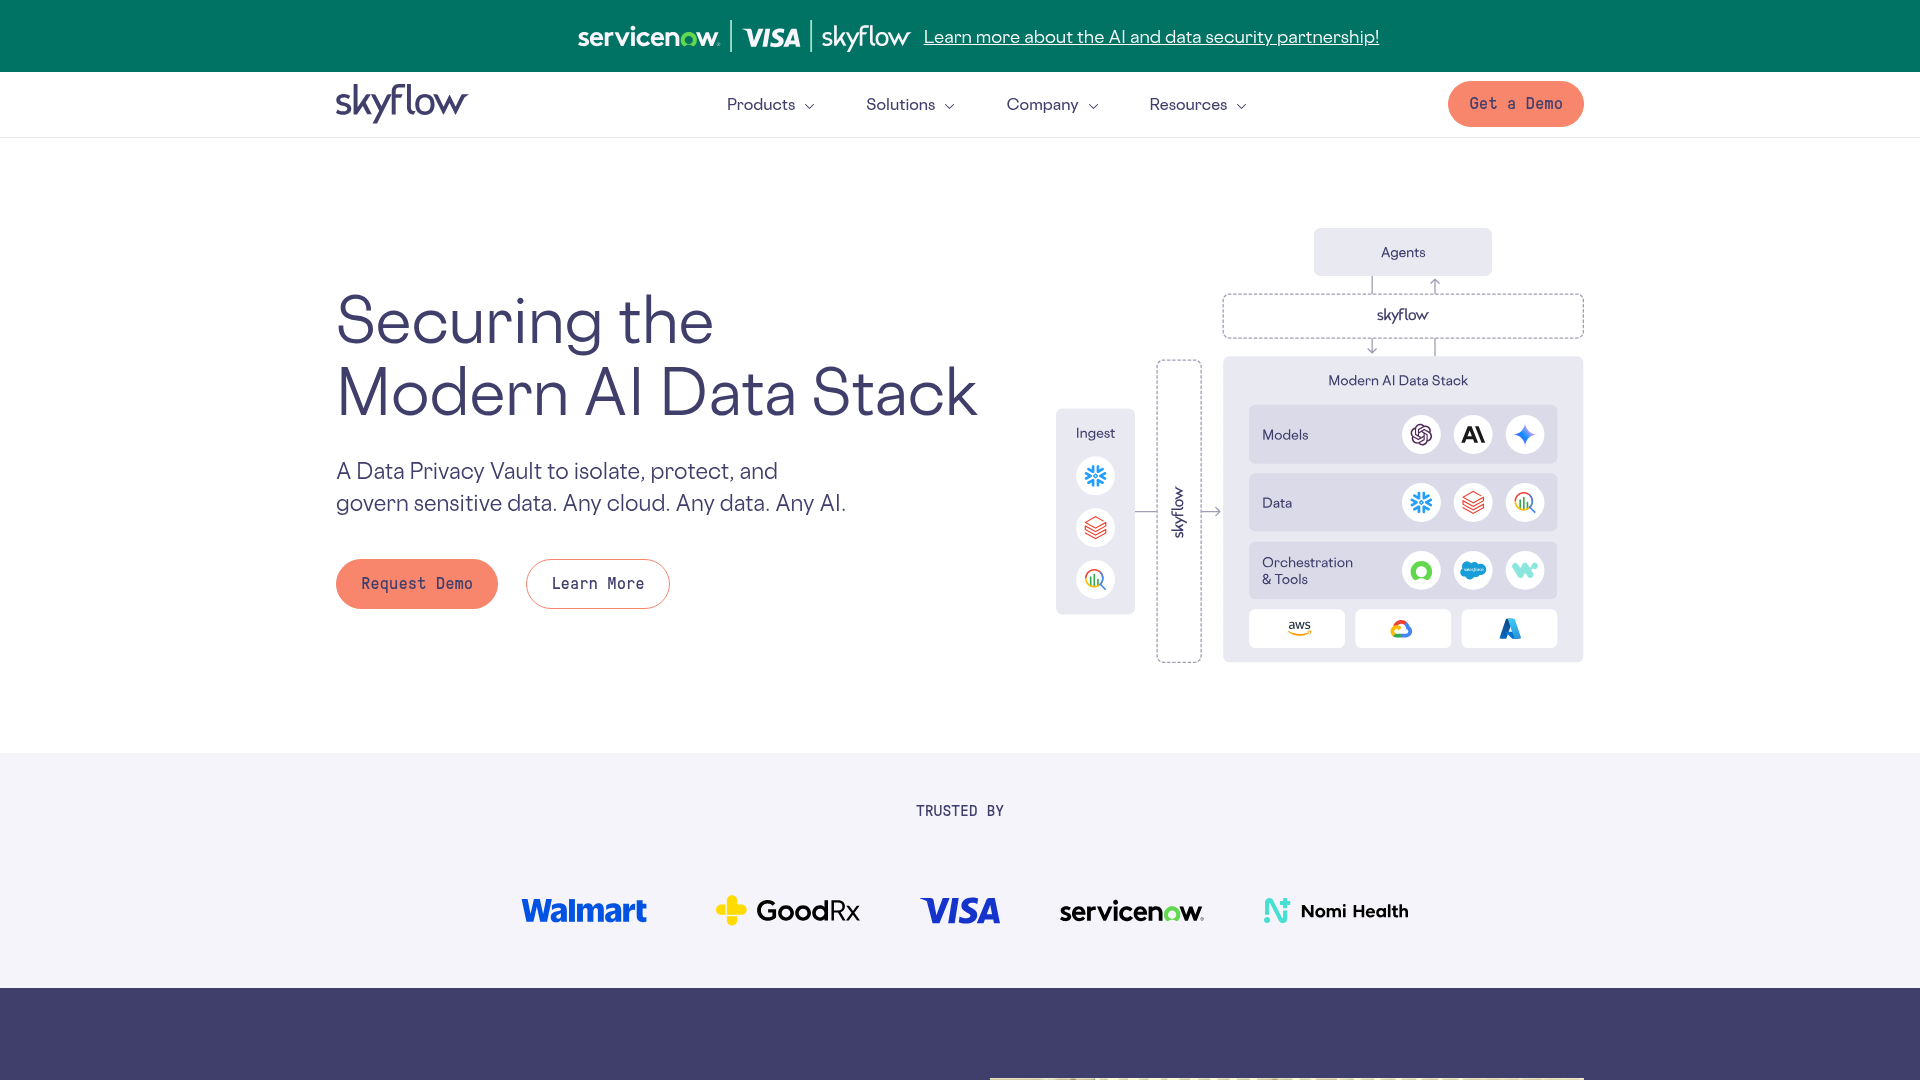 servicenow VISA skyflow Learn more about the AI and data security partnership!
skyflow Products Solutions Company Resources Get a Demo
Securing the
Modern AI Data Stack
A Data Privacy Vault to isolate, protect, and
govern sensitive data. Any cloud. Any data. Any AI.
Request Demo Learn More
Agents
skyflow
Ingest
skyflow
Modern AI Data Stack
Models
Data
Orchestration
& Tools
salesforce
aws
TRUSTED BY
Walmart GoodRx VISA servicenow Nomi Health